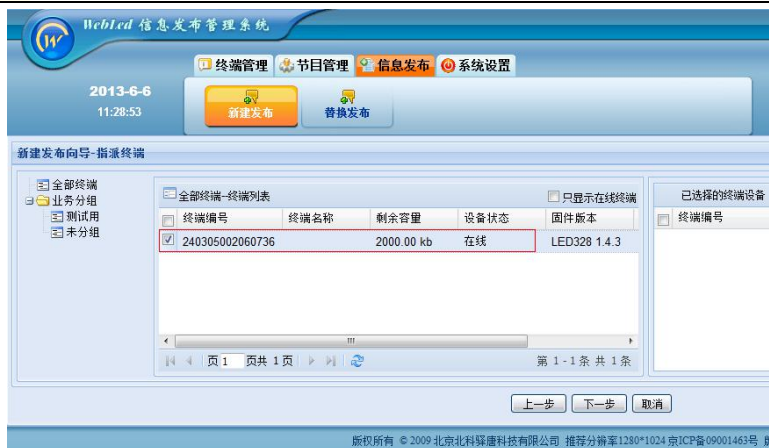 WebLed 信息发布管理系统
终端管理 节目管理 信息发布 系统设置
2013-6-6
11:28:53
新建发布 替换发布
新建发布向导-指派终端
全部终端
业务分组
测试用
未分组
全部终端--终端列表 只显示在线终端
终端编号 终端名称 剩余容量 设备状态 固件版本
240305002060736 2000.00 kb 在线 LED328 1.4.3
页 1 页共 1 页 第 1 - 1 条 共 1 条
已选择的终端设备
终端编号
上一步 下一步 取消
版权所有 © 2009 北京北科驿唐科技有限公司 推荐分辨率1280*1024 京ICP备09001463号